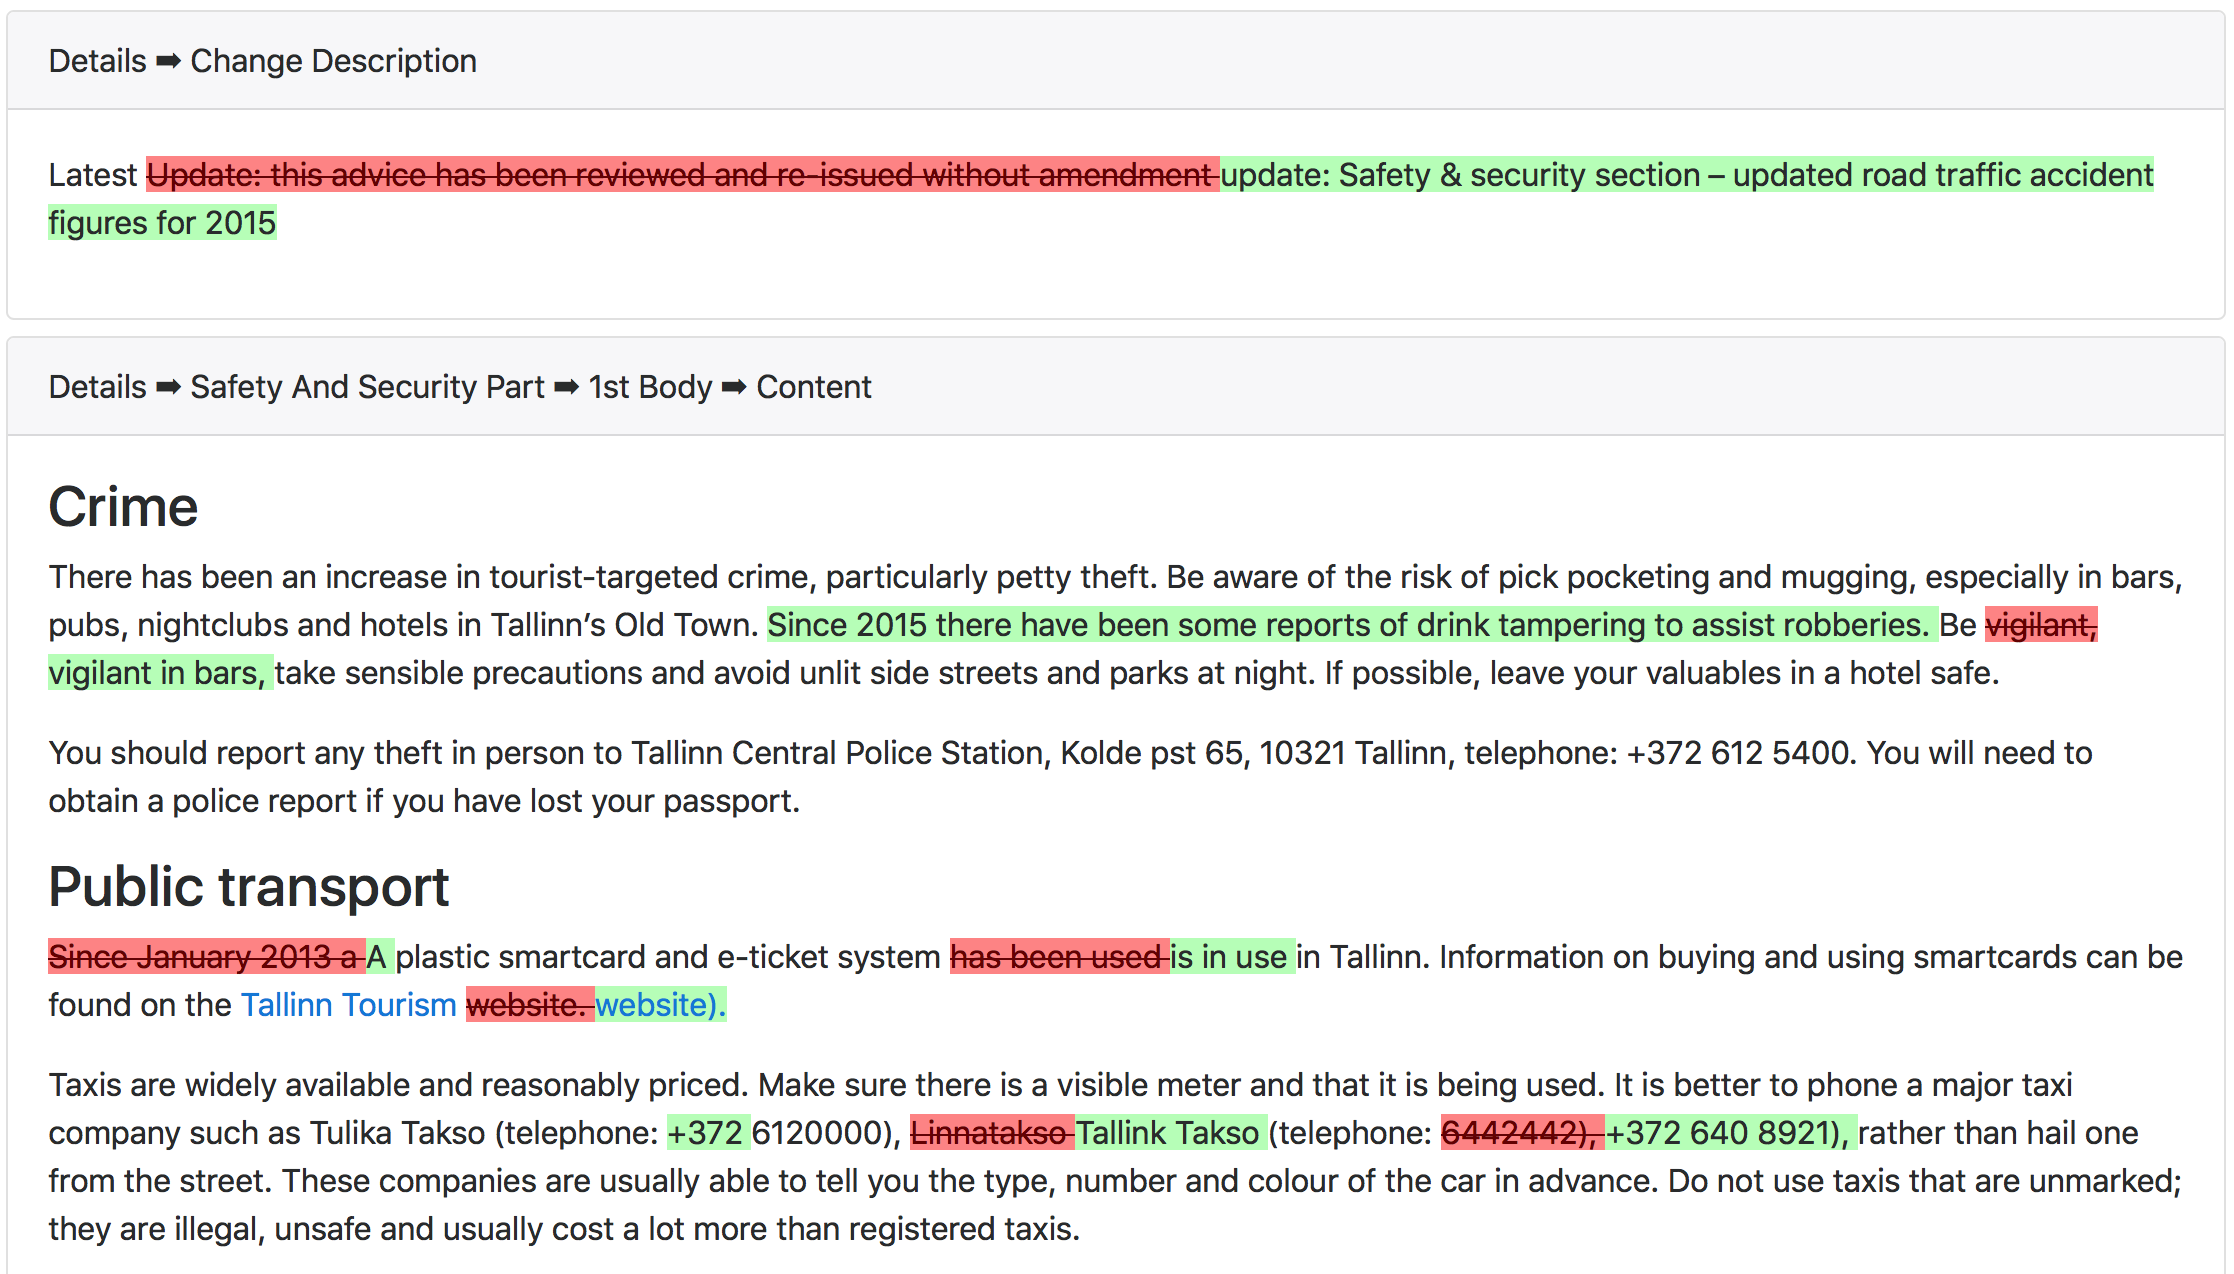 Details ➡ Change Description
Latest Update: this advice has been reviewed and re-issued without amendment update: Safety & security section – updated road traffic accident
figures for 2015
Details ➡ Safety And Security Part ➡ 1st Body ➡ Content
Crime
There has been an increase in tourist-targeted crime, particularly petty theft. Be aware of the risk of pick pocketing and mugging, especially in bars,
pubs, nightclubs and hotels in Tallinn’s Old Town. Since 2015 there have been some reports of drink tampering to assist robberies. Be vigilant,
vigilant in bars, take sensible precautions and avoid unlit side streets and parks at night. If possible, leave your valuables in a hotel safe.
You should report any theft in person to Tallinn Central Police Station, Kolde pst 65, 10321 Tallinn, telephone: +372 612 5400. You will need to
obtain a police report if you have lost your passport.
Public transport
Since January 2013 a A plastic smartcard and e-ticket system has been used is in use in Tallinn. Information on buying and using smartcards can be
found on the Tallinn Tourism website. website).
Taxis are widely available and reasonably priced. Make sure there is a visible meter and that it is being used. It is better to phone a major taxi
company such as Tulika Takso (telephone: +372 6120000), Linnatakso Tallink Takso (telephone: 6442442), +372 640 8921), rather than hail one
from the street. These companies are usually able to tell you the type, number and colour of the car in advance. Do not use taxis that are unmarked;
they are illegal, unsafe and usually cost a lot more than registered taxis.